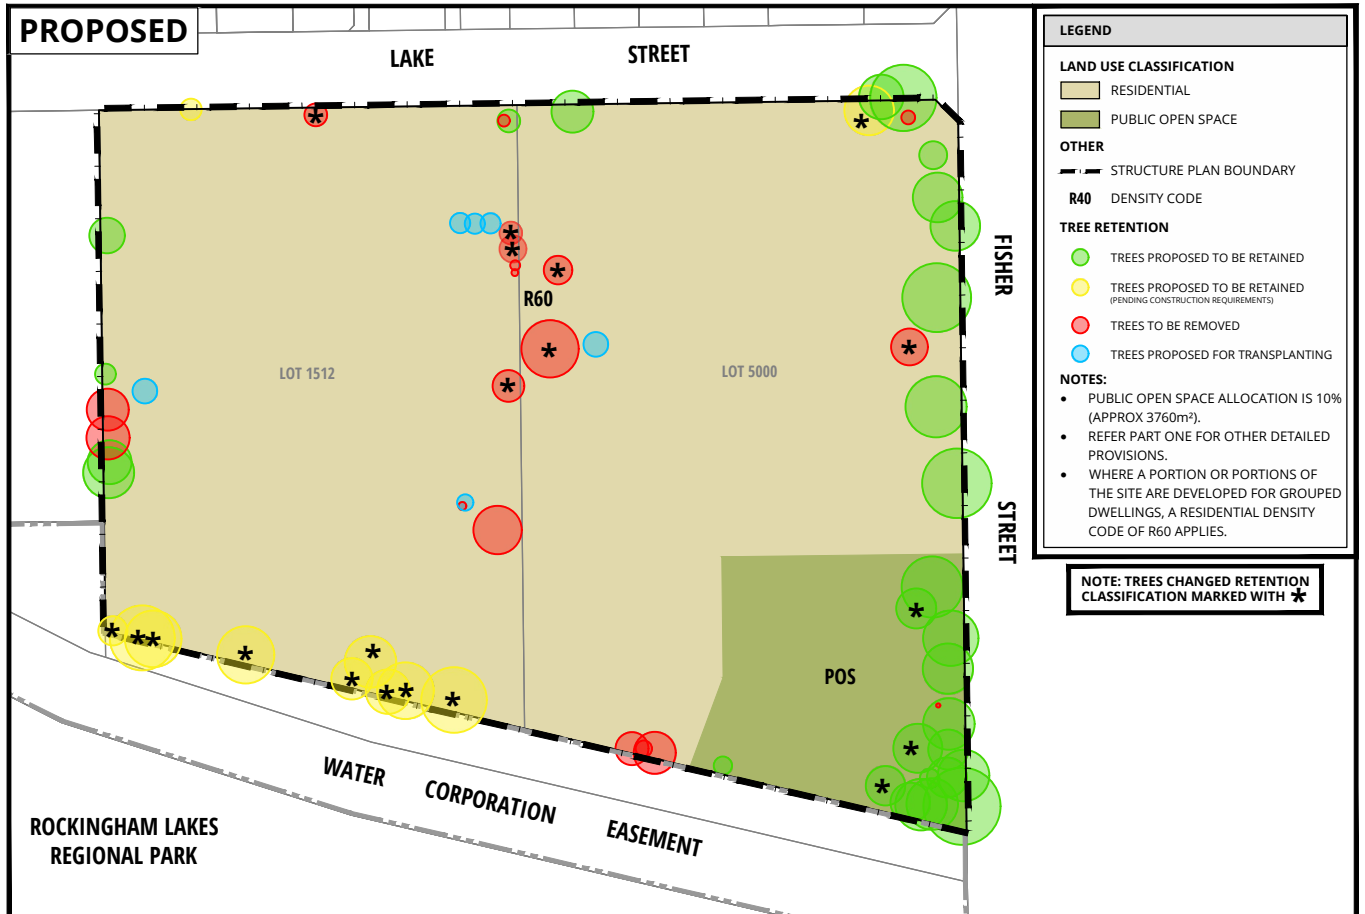 PROPOSED
LAKE STREET
FISHER STREET
R60
LOT 1512
LOT 5000
POS
WATER CORPORATION EASEMENT
ROCKINGHAM LAKES
REGIONAL PARK
LEGEND
LAND USE CLASSIFICATION
RESIDENTIAL
PUBLIC OPEN SPACE
OTHER
STRUCTURE PLAN BOUNDARY
R40 DENSITY CODE
TREE RETENTION
TREES PROPOSED TO BE RETAINED
TREES PROPOSED TO BE RETAINED
(PENDING CONSTRUCTION REQUIREMENTS)
TREES TO BE REMOVED
TREES PROPOSED FOR TRANSPLANTING
NOTES:
• PUBLIC OPEN SPACE ALLOCATION IS 10%
(APPROX 3760m²).
• REFER PART ONE FOR OTHER DETAILED
PROVISIONS.
• WHERE A PORTION OR PORTIONS OF
THE SITE ARE DEVELOPED FOR GROUPED
DWELLINGS, A RESIDENTIAL DENSITY
CODE OF R60 APPLIES.
NOTE: TREES CHANGED RETENTION
CLASSIFICATION MARKED WITH *